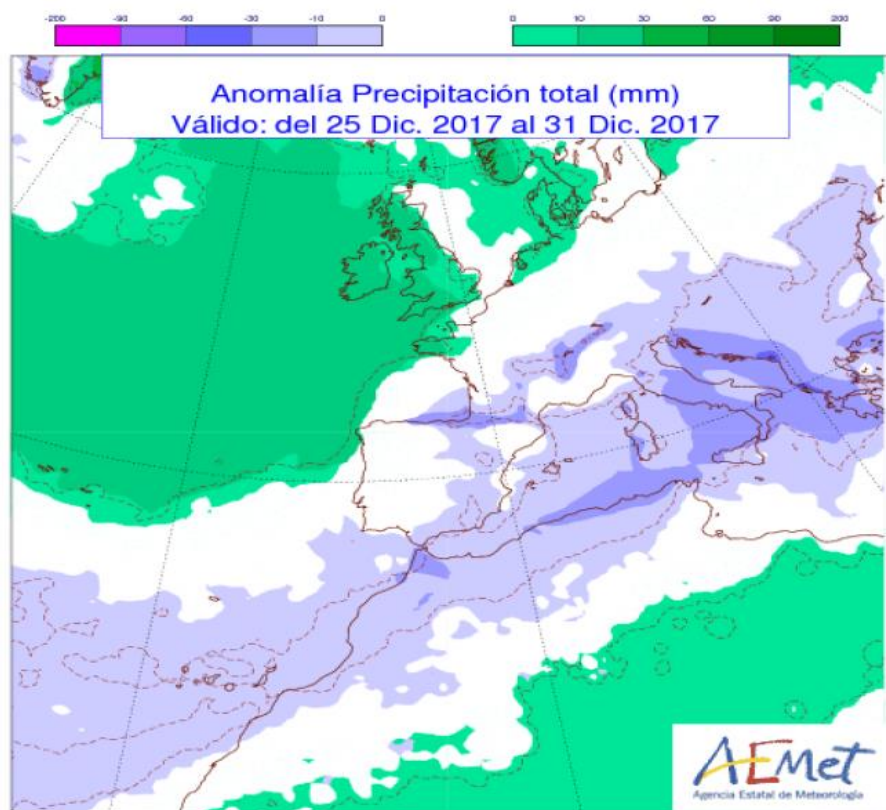 -200 -90 -60 -30 -10 0 0 10 30 60 90 200
Anomalía Precipitación total (mm)
Válido: del 25 Dic. 2017 al 31 Dic. 2017
AEMet
Agencia Estatal de Meteorología